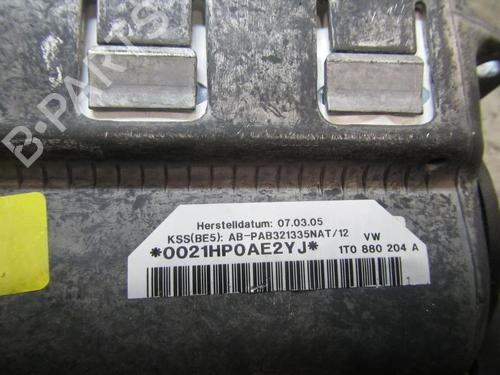 B-PARTS
Herstelldatum: 07.03.05
KSS(BE5): AB-PAB321335NAT/12 VW
*0021HP0AE2YJ* 1T0 880 204 A